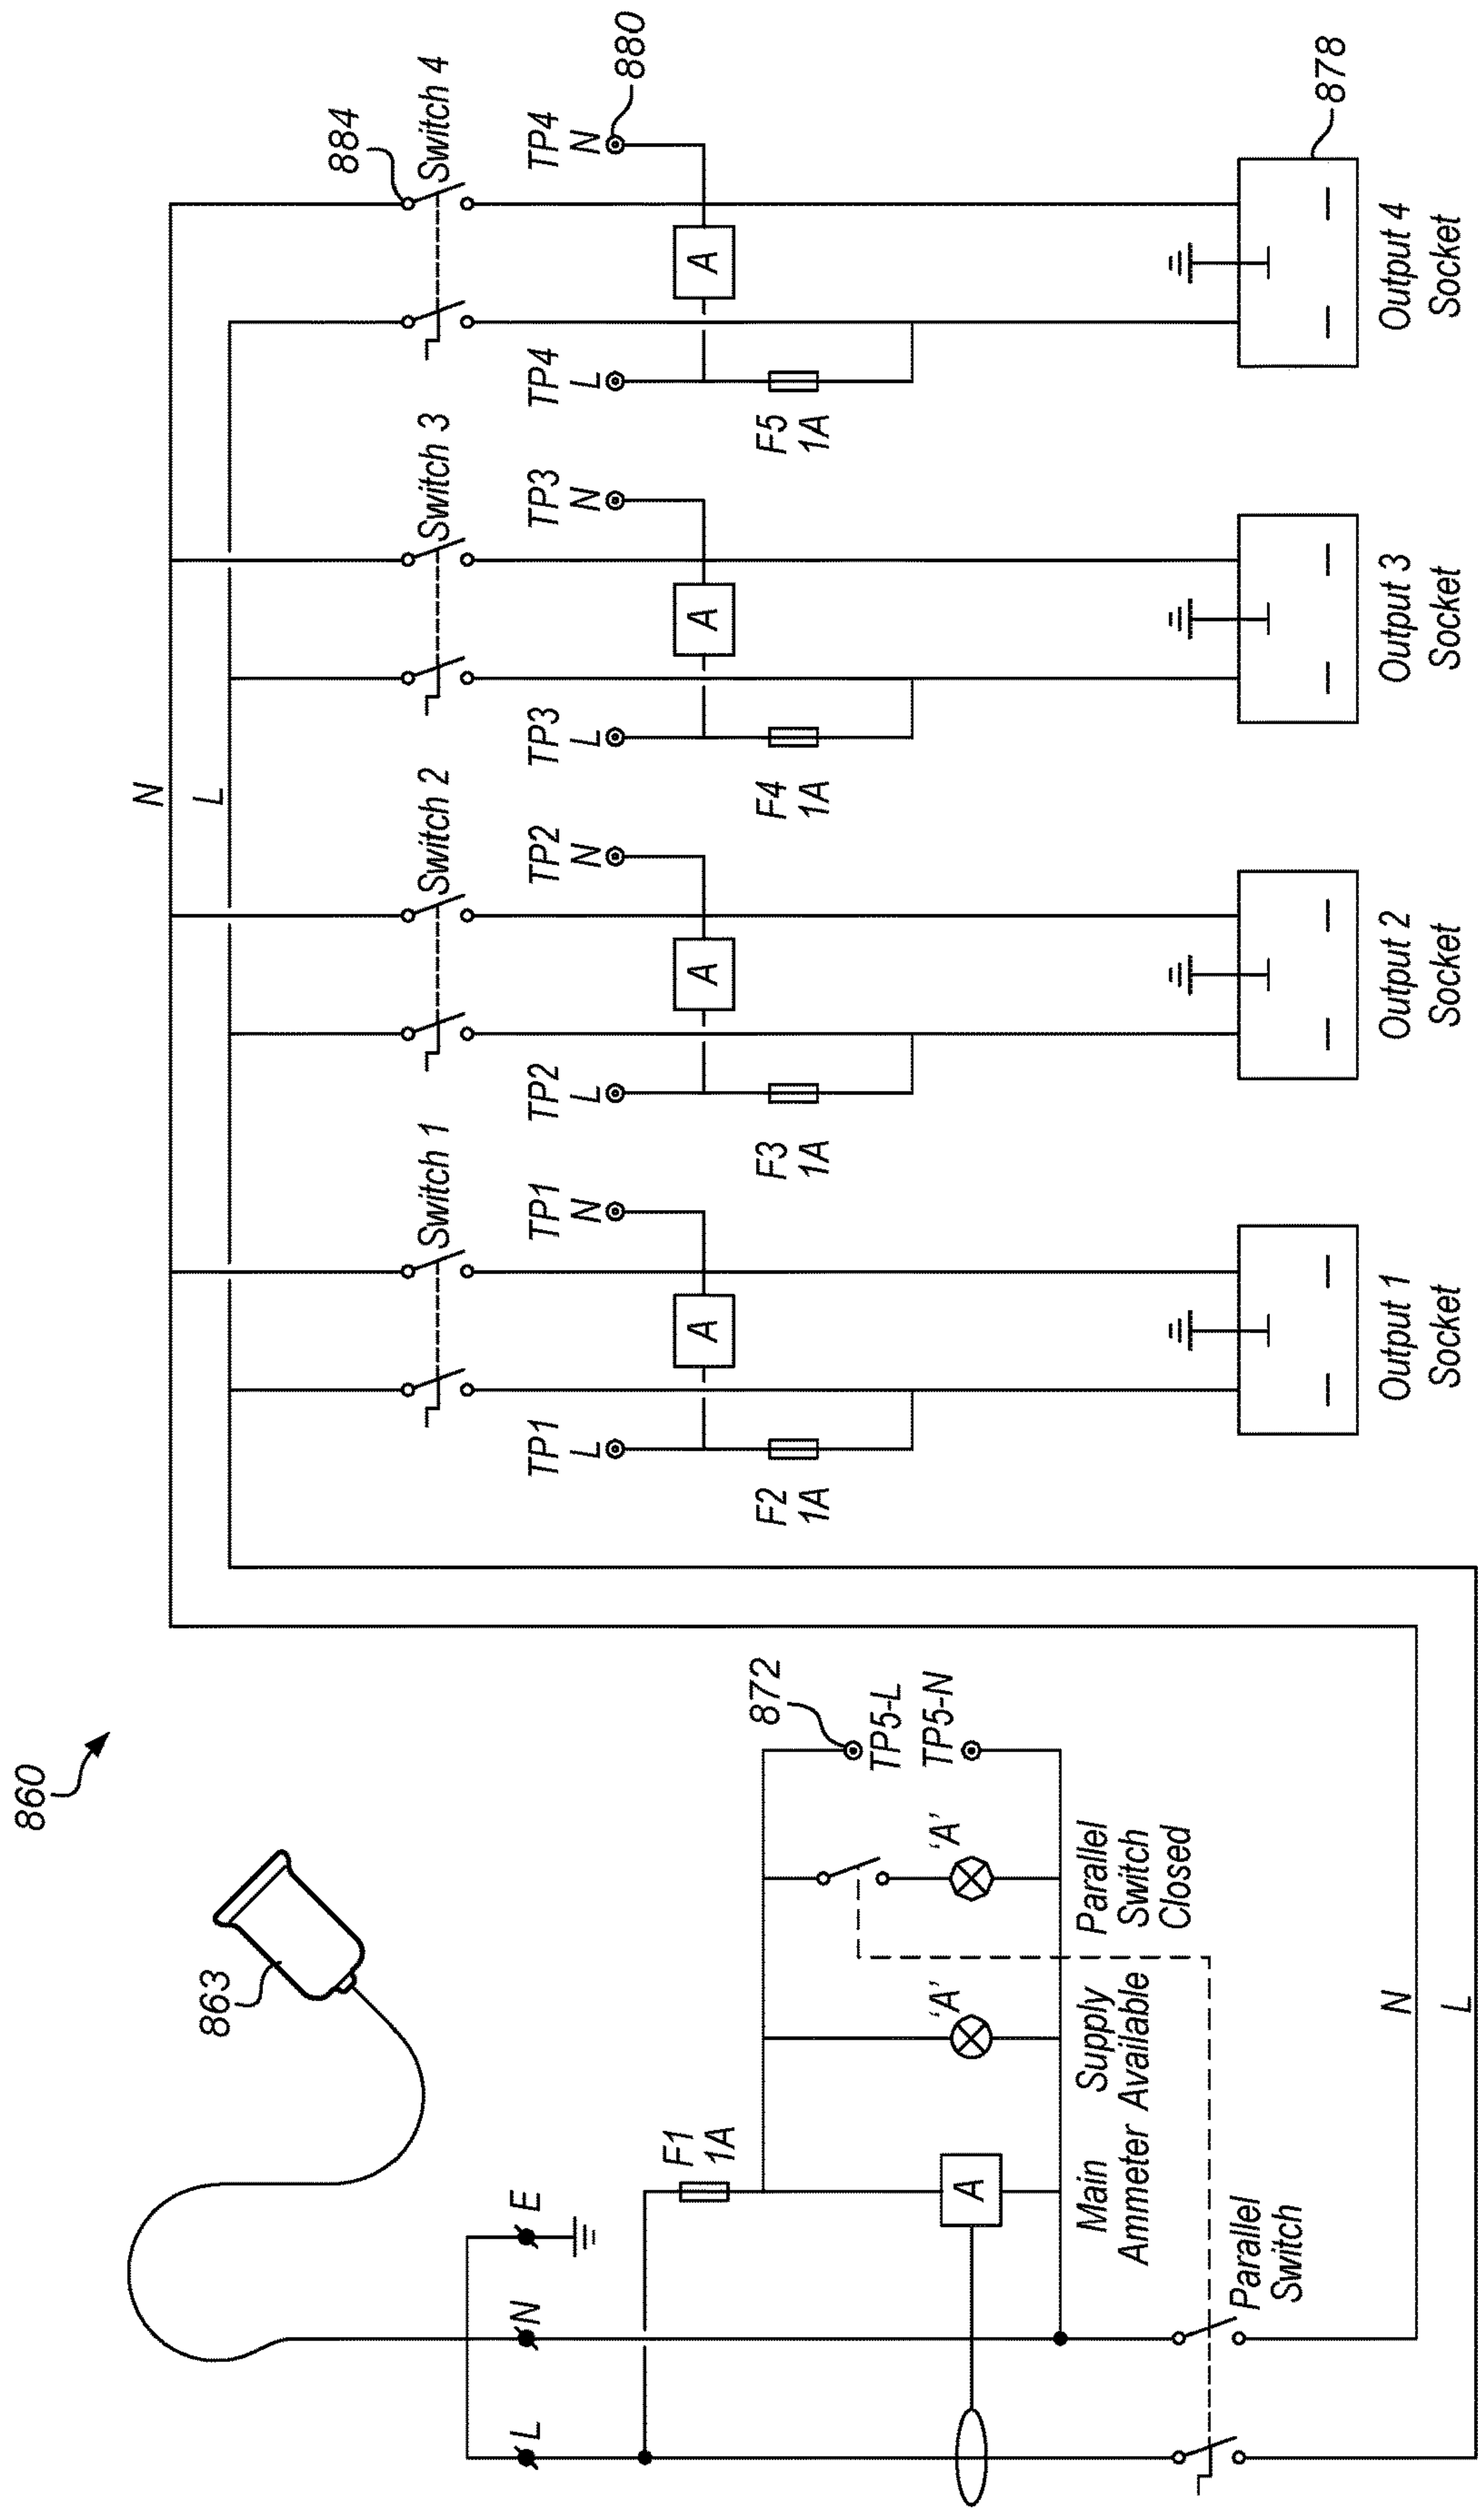 860
863
L
N
E
F1
1A
872
TP5-L
TP5-N
A
'A'
'A'
Main
Ammeter
Supply
Available
Parallel
Switch
Closed
Parallel
Switch
N
L
N
L
Switch 1
Switch 2
Switch 3
Switch 4
884
TP1
L
TP1
N
TP2
L
TP2
N
TP3
L
TP3
N
TP4
L
TP4
N
880
A
A
A
A
F2
1A
F3
1A
F4
1A
F5
1A
878
Output 1
Socket
Output 2
Socket
Output 3
Socket
Output 4
Socket